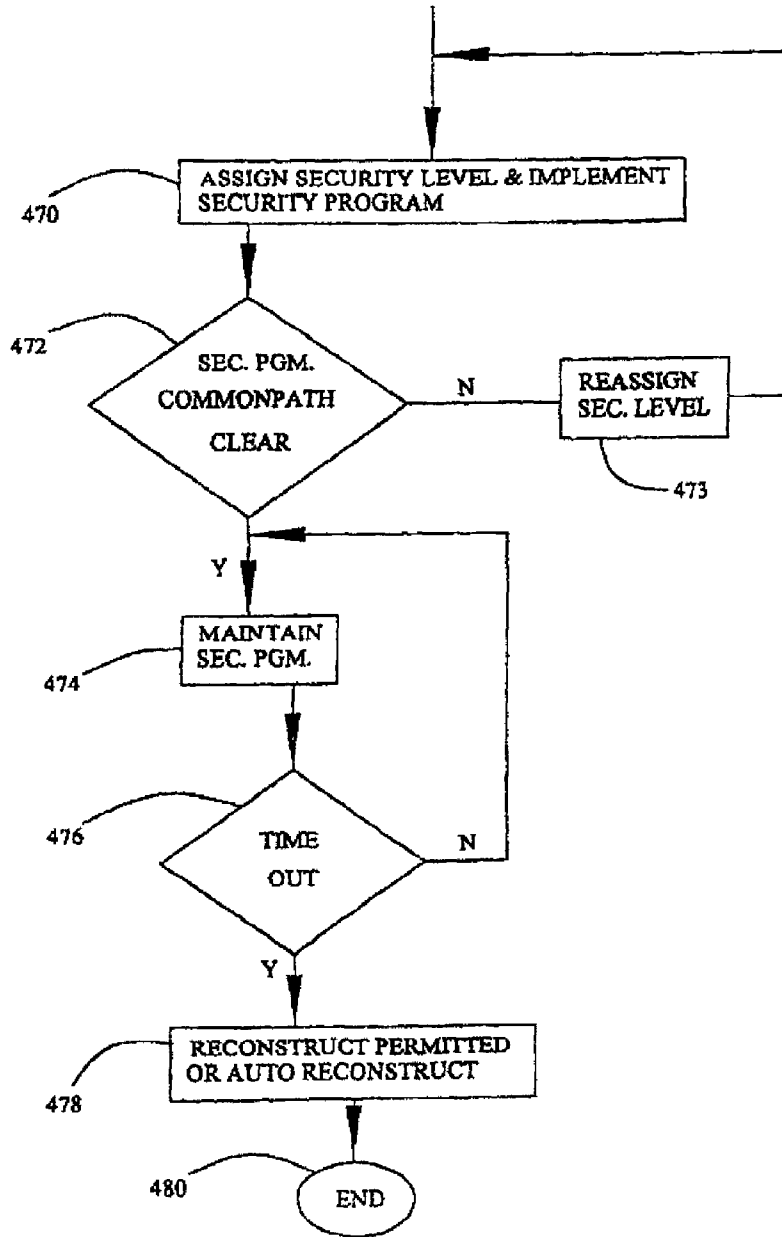 ASSIGN SECURITY LEVEL & IMPLEMENT
SECURITY PROGRAM
470
472
SEC. PGM.
COMMONPATH
CLEAR
N
REASSIGN
SEC. LEVEL
473
Y
MAINTAIN
SEC. PGM.
474
476
TIME
OUT
N
Y
RECONSTRUCT PERMITTED
OR AUTO RECONSTRUCT
478
480
END